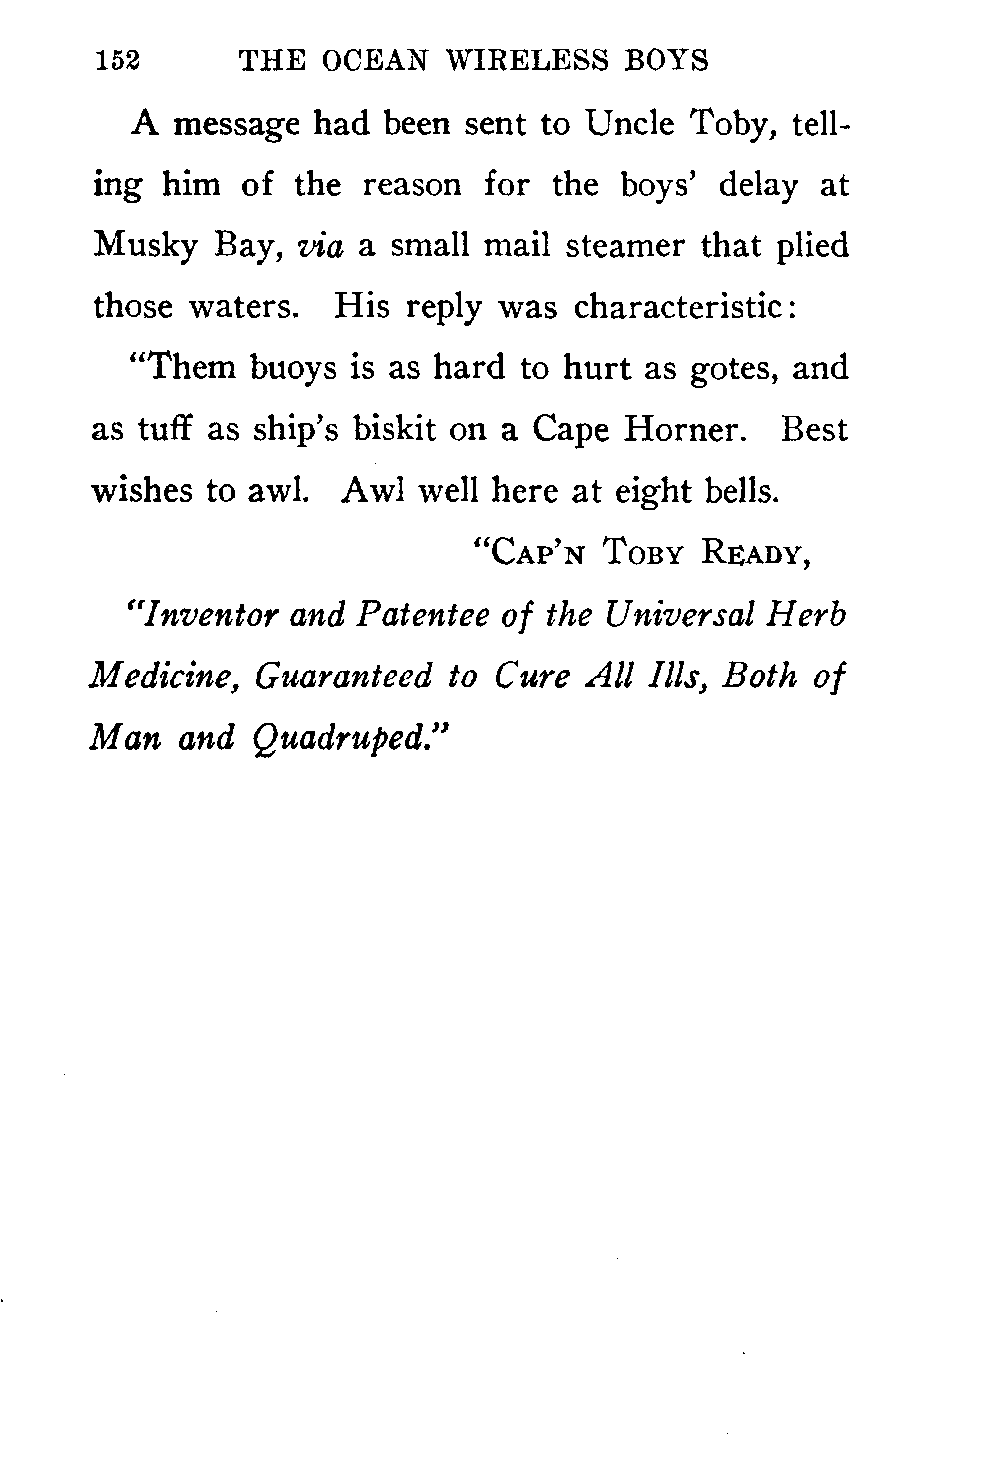 152 THE OCEAN WIRELESS BOYS
A message had been sent to Uncle Toby, tell-
ing him of the reason for the boys' delay at
Musky Bay, via a small mail steamer that plied
those waters. His reply was characteristic:
"Them buoys is as hard to hurt as gotes, and
as tuff as ship's biskit on a Cape Horner. Best
wishes to awl. Awl well here at eight bells.
"Cap'n Toby Ready,
"Inventor and Patentee of the Universal Herb
Medicine, Guaranteed to Cure All Ills, Both of
Man and Quadruped."